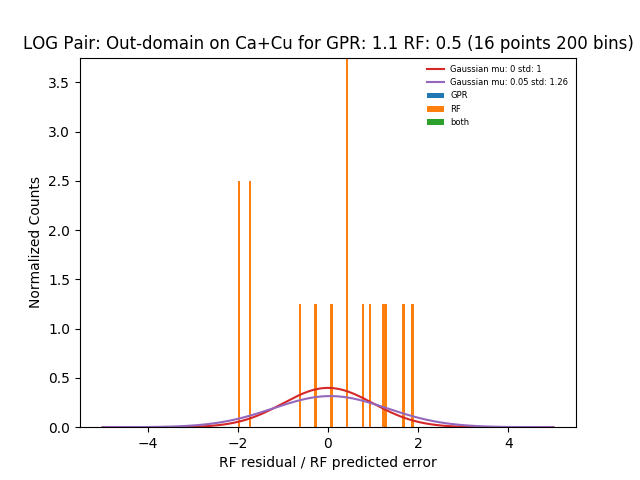 LOG Pair: Out-domain on Ca+Cu for GPR: 1.1 RF: 0.5 (16 points 200 bins)
Gaussian mu: 0 std: 1
Gaussian mu: 0.05 std: 1.26
GPR
RF
both
Normalized Counts
3.5
3.0
2.5
2.0
1.5
1.0
0.5
0.0
−4 −2 0 2 4
RF residual / RF predicted error